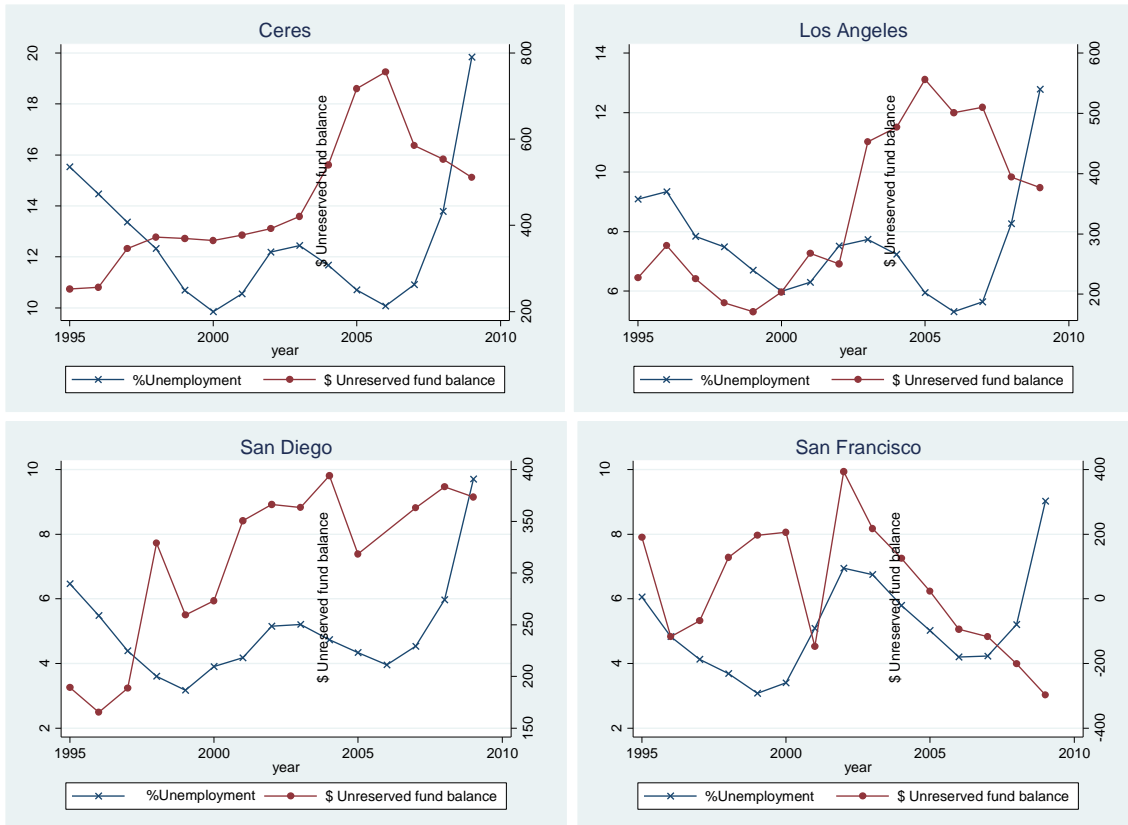 Ceres
20
18
16
14
12
10
800
600
400
200
$ Unreserved fund balance
1995 2000 2005 2010
year
%Unemployment $ Unreserved fund balance
Los Angeles
14
12
10
8
6
600
500
400
300
200
$ Unreserved fund balance
1995 2000 2005 2010
year
%Unemployment $ Unreserved fund balance
San Diego
10
8
6
4
2
400
350
300
250
200
150
$ Unreserved fund balance
1995 2000 2005 2010
year
%Unemployment $ Unreserved fund balance
San Francisco
10
8
6
4
2
400
200
0
-200
-400
$ Unreserved fund balance
1995 2000 2005 2010
year
%Unemployment $ Unreserved fund balance